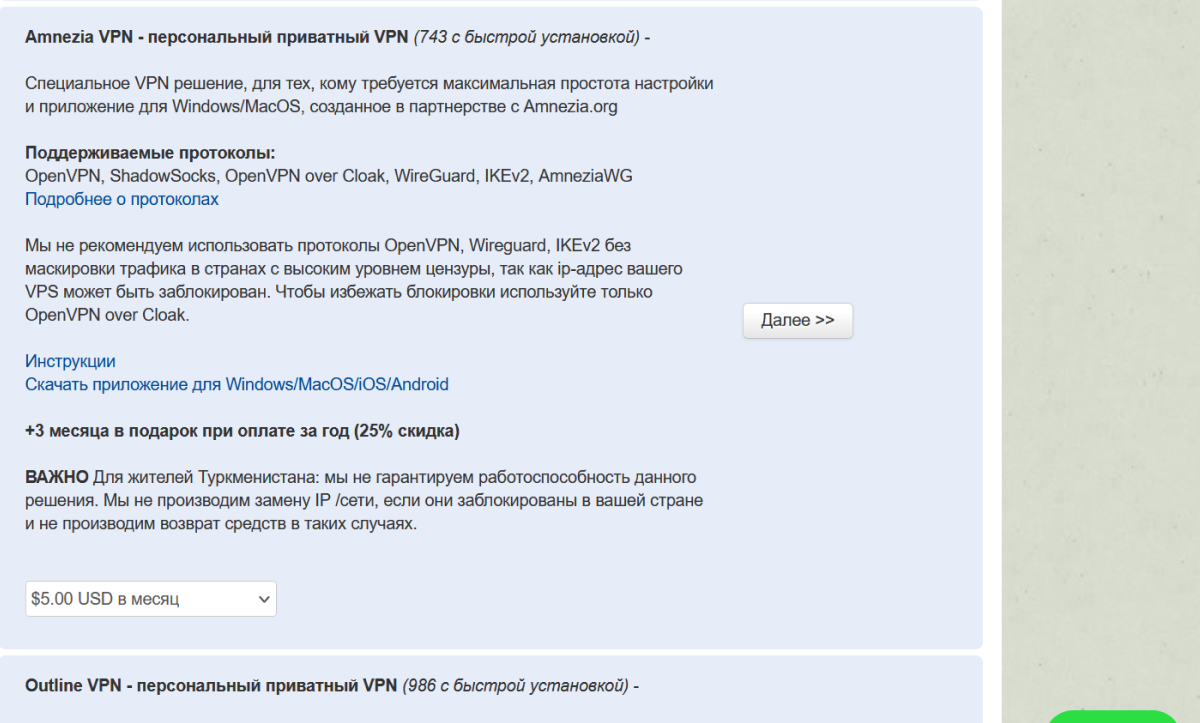 Amnezia VPN - персональный приватный VPN (743 с быстрой установкой) -
Специальное VPN решение, для тех, кому требуется максимальная простота настройки
и приложение для Windows/MacOS, созданное в партнерстве с Amnezia.org
Поддерживаемые протоколы:
OpenVPN, ShadowSocks, OpenVPN over Cloak, WireGuard, IKEv2, AmneziaWG
Подробнее о протоколах
Мы не рекомендуем использовать протоколы OpenVPN, Wireguard, IKEv2 без
маскировки трафика в странах с высоким уровнем цензуры, так как ip-адрес вашего
VPS может быть заблокирован. Чтобы избежать блокировки используйте только
OpenVPN over Cloak.
Далее >>
Инструкции
Скачать приложение для Windows/MacOS/iOS/Android
+3 месяца в подарок при оплате за год (25% скидка)
ВАЖНО Для жителей Туркменистана: мы не гарантируем работоспособность данного
решения. Мы не производим замену IP /сети, если они заблокированы в вашей стране
и не производим возврат средств в таких случаях.
$5.00 USD в месяц
Outline VPN - персональный приватный VPN (986 с быстрой установкой) -